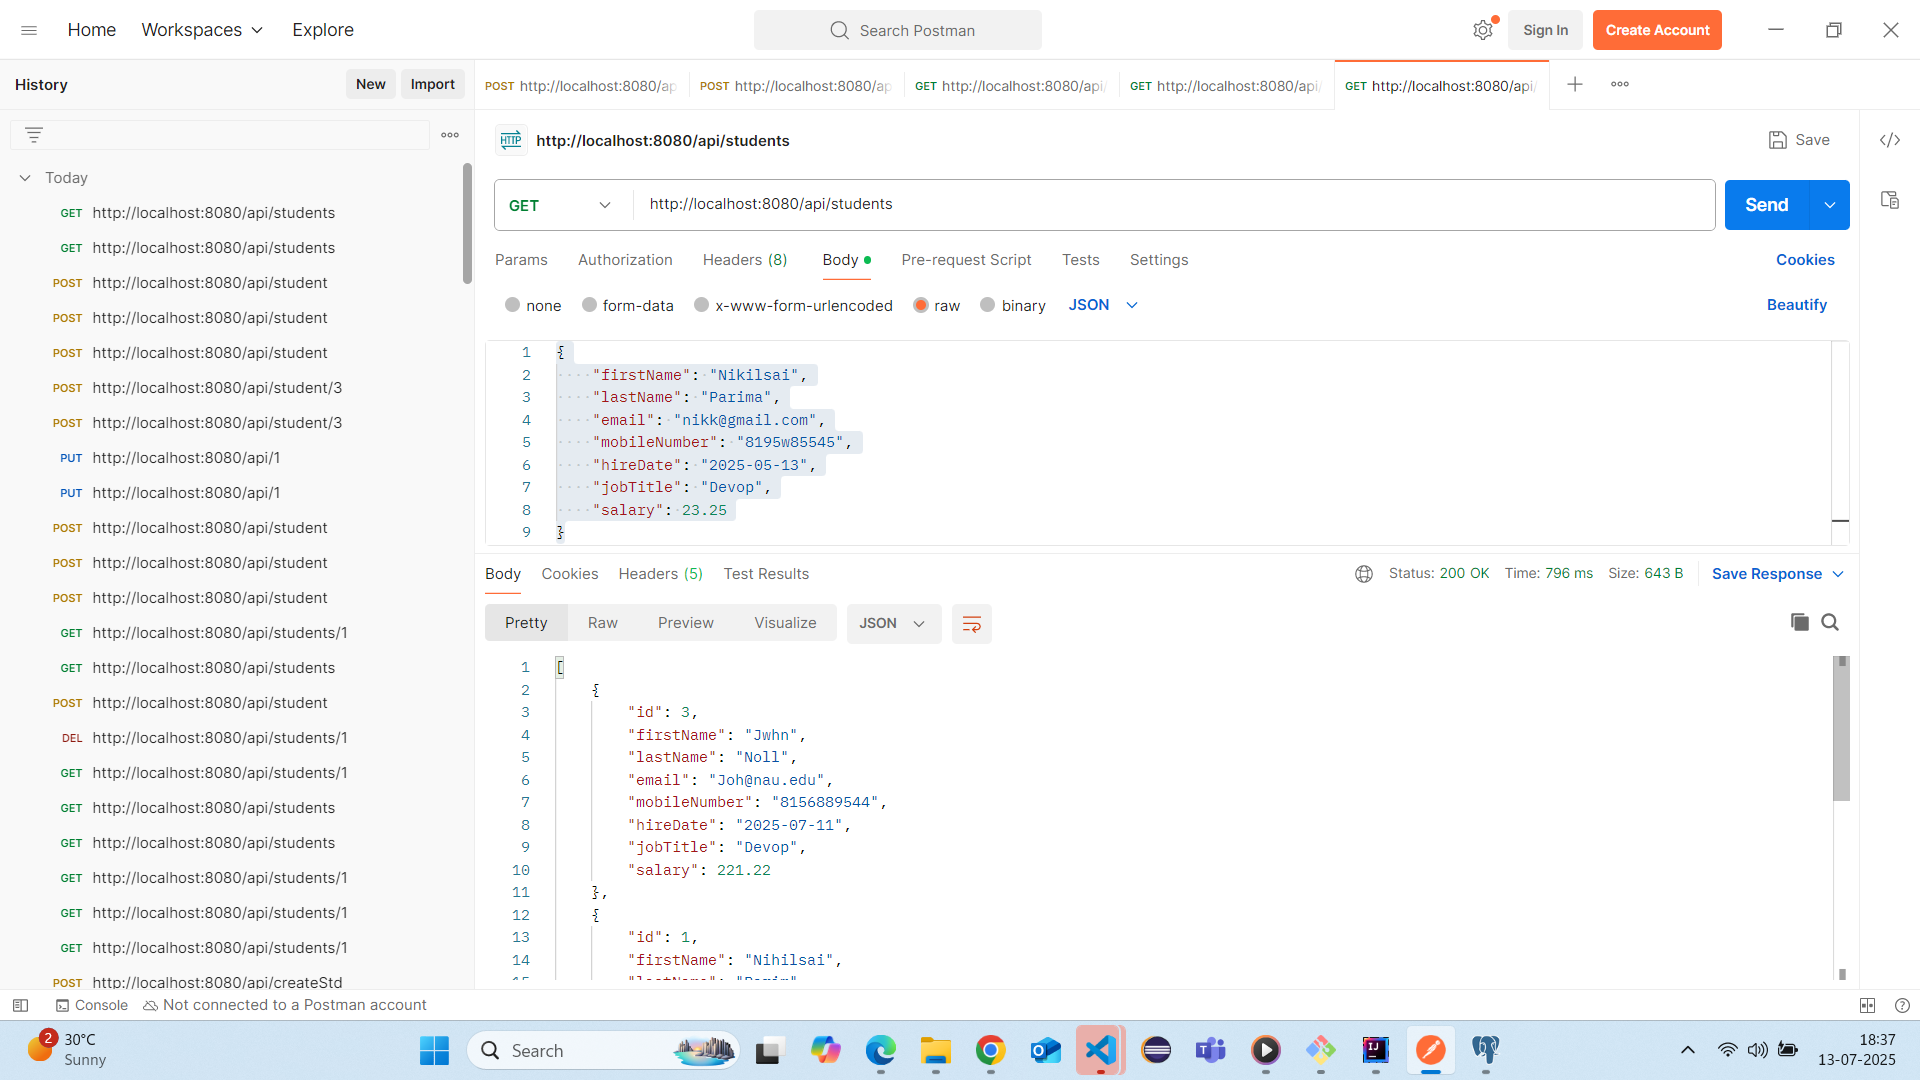 Home
Workspaces
Explore
Search Postman
Sign In
Create Account
History
New
Import
POST http://localhost:8080/ap
POST http://localhost:8080/ap
GET http://localhost:8080/api/
GET http://localhost:8080/api/
GET http://localhost:8080/api/
Today
GET http://localhost:8080/api/students
GET http://localhost:8080/api/students
POST http://localhost:8080/api/student
POST http://localhost:8080/api/student
POST http://localhost:8080/api/student
POST http://localhost:8080/api/student/3
POST http://localhost:8080/api/student/3
PUT http://localhost:8080/api/1
PUT http://localhost:8080/api/1
POST http://localhost:8080/api/student
POST http://localhost:8080/api/student
POST http://localhost:8080/api/student
GET http://localhost:8080/api/students/1
GET http://localhost:8080/api/students
POST http://localhost:8080/api/student
DEL http://localhost:8080/api/students/1
GET http://localhost:8080/api/students/1
GET http://localhost:8080/api/students
GET http://localhost:8080/api/students
GET http://localhost:8080/api/students/1
GET http://localhost:8080/api/students/1
GET http://localhost:8080/api/students/1
POST http://localhost:8080/api/createStd
HTTP http://localhost:8080/api/students
Save
GET http://localhost:8080/api/students
Send
Params Authorization Headers (8) Body Pre-request Script Tests Settings
Cookies
none form-data x-www-form-urlencoded raw binary JSON
Beautify
1 {
2 "firstName": "Nikilsai",
3 "lastName": "Parima",
4 "email": "nikk@gmail.com",
5 "mobileNumber": "8195w85545",
6 "hireDate": "2025-05-13",
7 "jobTitle": "Devop",
8 "salary": 23.25
9 }
Body Cookies Headers (5) Test Results
Status: 200 OK Time: 796 ms Size: 643 B
Save Response
Pretty Raw Preview Visualize JSON
1 [
2 {
3 "id": 3,
4 "firstName": "Jwhn",
5 "lastName": "Noll",
6 "email": "Joh@nau.edu",
7 "mobileNumber": "8156889544",
8 "hireDate": "2025-07-11",
9 "jobTitle": "Devop",
10 "salary": 221.22
11 },
12 {
13 "id": 1,
14 "firstName": "Nihilsai",
15 "lastName": "Parim"
Console
Not connected to a Postman account
2
30°C
Sunny
Search
18:37
13-07-2025